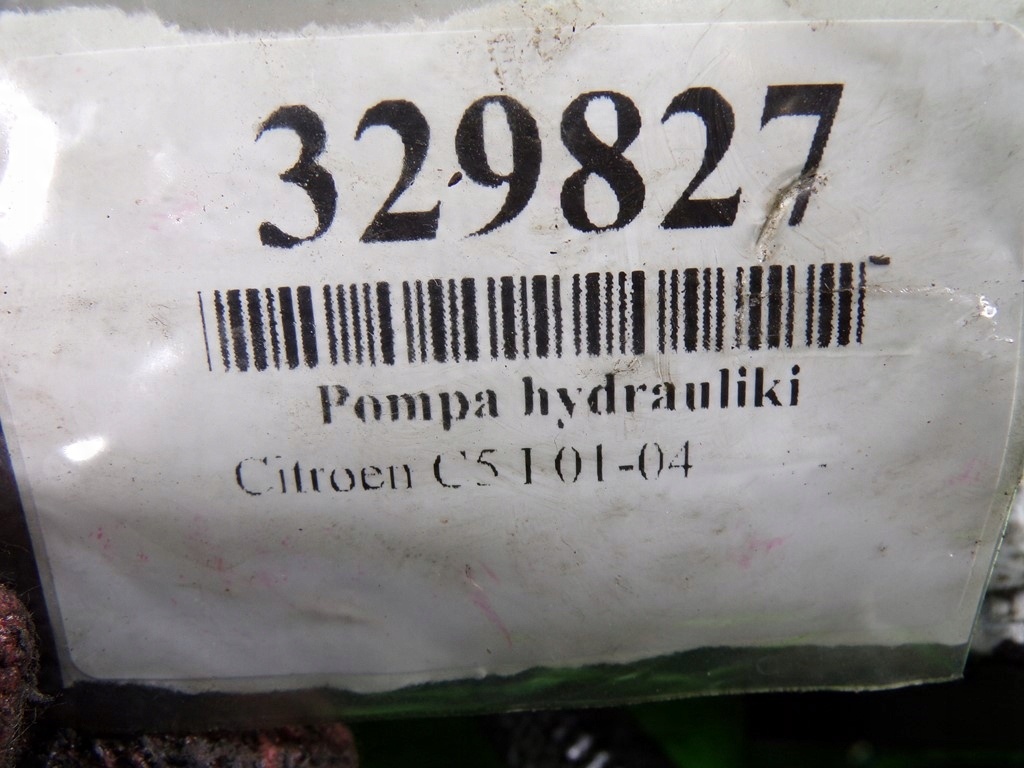 329827
Pompa hydrauliki
Citroen C5 I 01-04